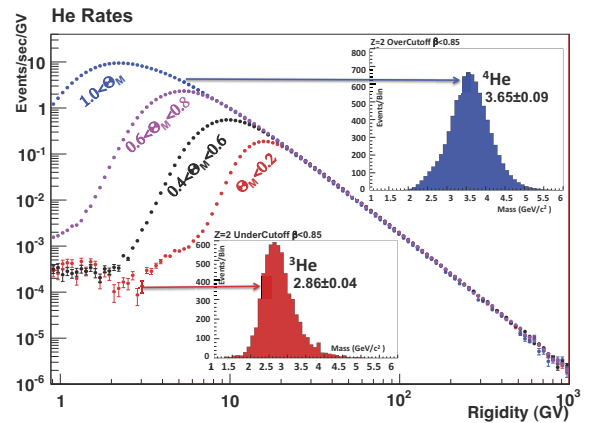 He Rates
Events/sec/GV
10
1
10-1
10-2
10-3
10-4
10-5
10-6
1
10
10²
10³
Rigidity (GV)
1.0<ΘM
0.6<ΘM<0.8
0.4<ΘM<0.6
ΘM<0.2
Z=2 OverCutoff β<0.85
Events/Bin
800
700
600
500
400
300
200
100
0
⁴He
3.65±0.09
1 1.5 2 2.5 3 3.5 4 4.5 5 5.5 6
Mass (GeV/c²)
Z=2 UnderCutoff β<0.85
Events/Bin
600
500
400
300
200
100
0
³He
2.86±0.04
Mass (GeV/c²)
1 1.5 2 2.5 3 3.5 4 4.5 5 5.5 6